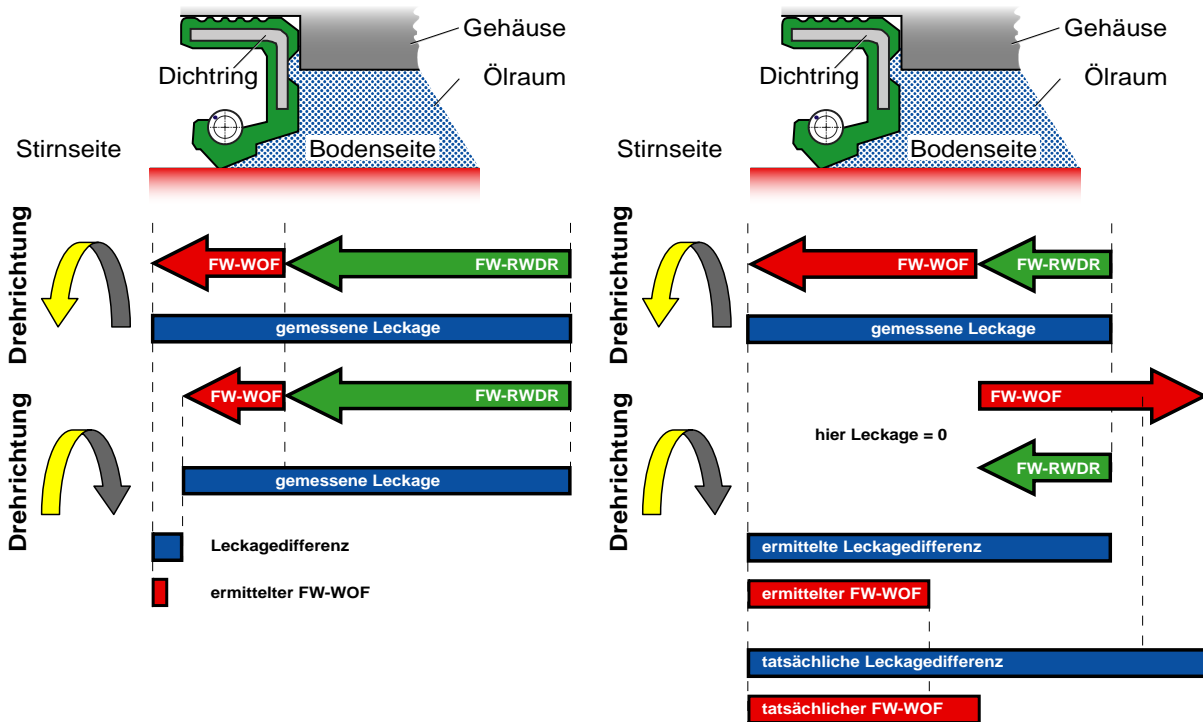 Gehäuse
Dichtring
Ölraum
Stirnseite
Bodenseite
Drehrichtung
FW-WOF
FW-RWDR
gemessene Leckage
Drehrichtung
FW-WOF
FW-RWDR
gemessene Leckage
Leckagedifferenz
ermittelter FW-WOF
Gehäuse
Dichtring
Ölraum
Stirnseite
Bodenseite
Drehrichtung
FW-WOF
FW-RWDR
gemessene Leckage
Drehrichtung
FW-WOF
hier Leckage = 0
FW-RWDR
ermittelte Leckagedifferenz
ermittelter FW-WOF
tatsächliche Leckagedifferenz
tatsächlicher FW-WOF